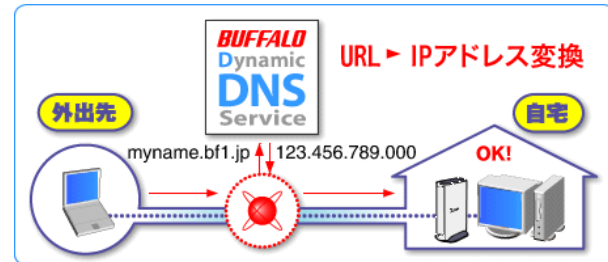 BUFFALO
Dynamic
DNS
Service
URL ► IPアドレス変換
外出先
自宅
myname.bf1.jp
123.456.789.000
OK!